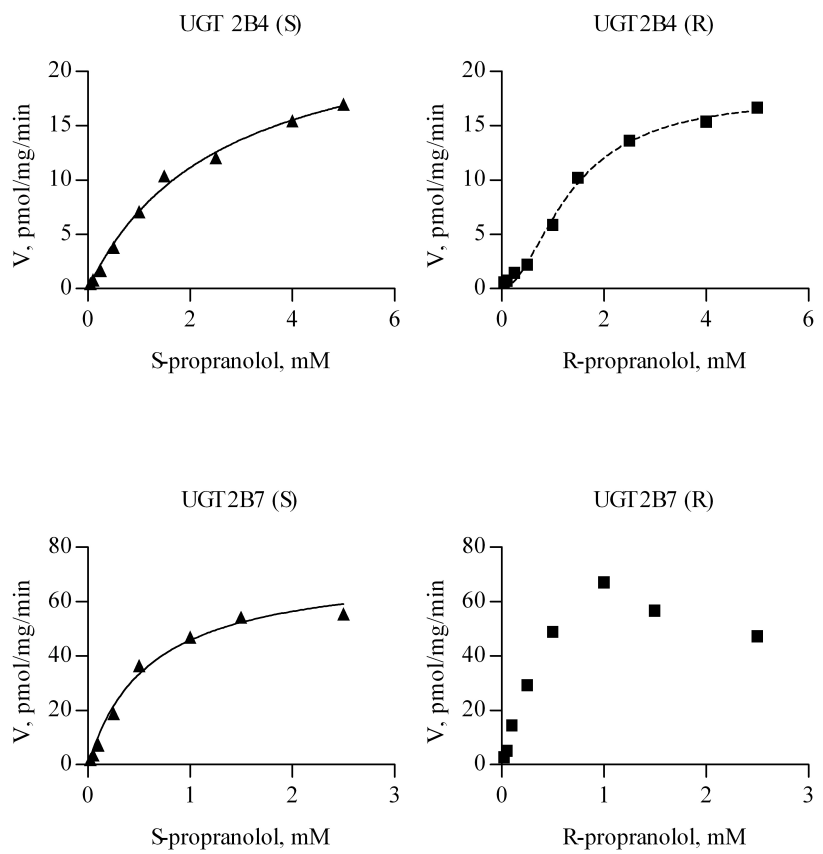 UGT 2B4 (S)
V, pmol/mg/min
20
15
10
5
0
0 2 4 6
S-propranolol, mM
UGT2B4 (R)
V, pmol/mg/min
20
15
10
5
0
0 2 4 6
R-propranolol, mM
UGT2B7 (S)
V, pmol/mg/min
80
60
40
20
0
0 1 2 3
S-propranolol, mM
UGT2B7 (R)
V, pmol/mg/min
80
60
40
20
0
0 1 2 3
R-propranolol, mM